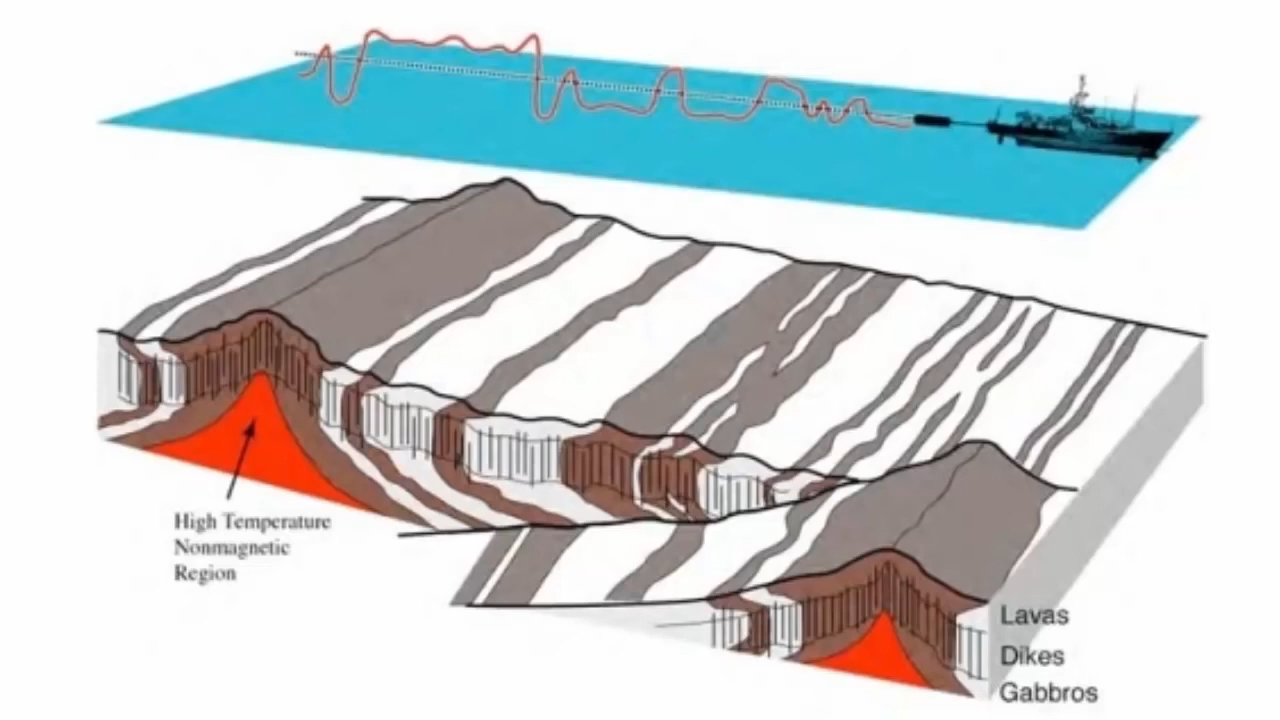 High Temperature
Nonmagnetic
Region
Lavas
Dikes
Gabbros